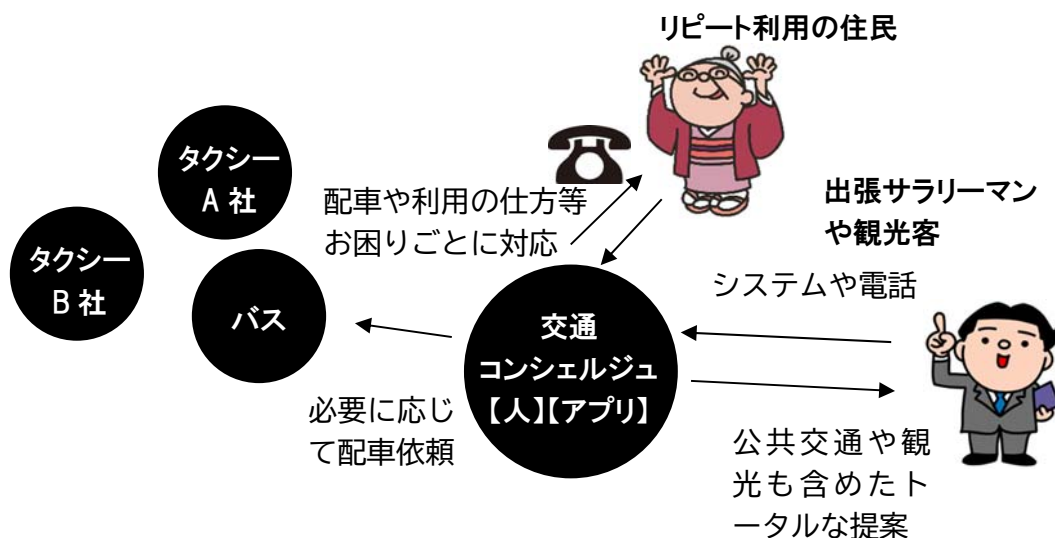 リピート利用の住民
タクシー
A 社
配車や利用の仕方等
お困りごとに対応
出張サラリーマン
や観光客
タクシー
B 社
バス
システムや電話
交通
コンシェルジュ
【人】【アプリ】
必要に応じ
て配車依頼
公共交通や観
光も含めたト
ータルな提案